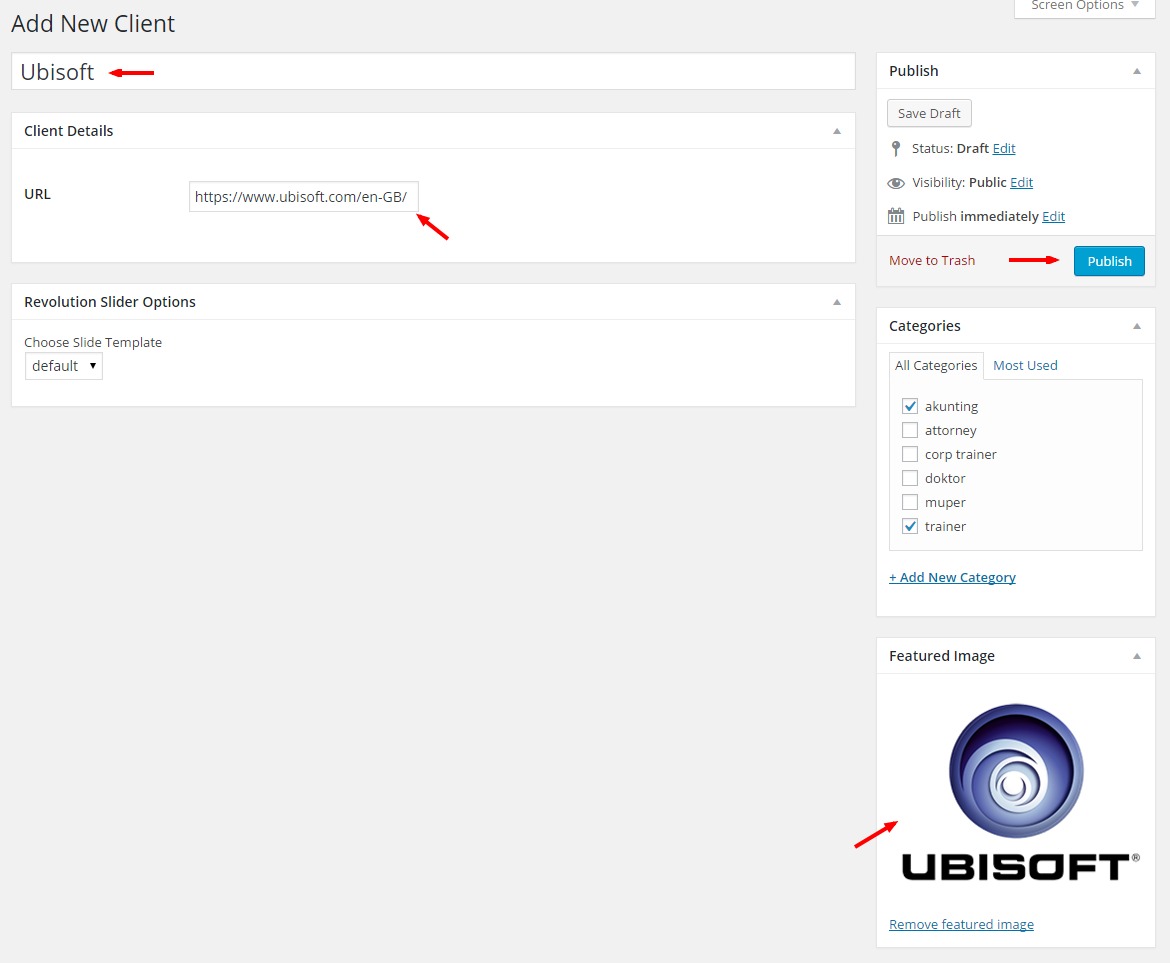 Screen Options
Add New Client
Ubisoft
Client Details
URL
https://www.ubisoft.com/en-GB/
Revolution Slider Options
Choose Slide Template
default
Publish
Save Draft
Status: Draft Edit
Visibility: Public Edit
Publish immediately Edit
Move to Trash
Publish
Categories
All Categories
Most Used
akunting
attorney
corp trainer
doktor
muper
trainer
+ Add New Category
Featured Image
UBISOFT®
Remove featured image